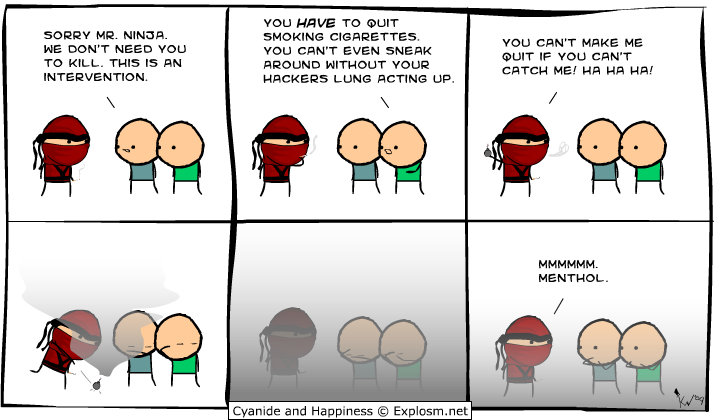 SORRY MR. NINJA.
WE DON'T NEED YOU
TO KILL. THIS IS AN
INTERVENTION.
YOU HAVE TO QUIT
SMOKING CIGARETTES.
YOU CAN'T EVEN SNEAK
AROUND WITHOUT YOUR
HACKERS LUNG ACTING UP.
YOU CAN'T MAKE ME
QUIT IF YOU CAN'T
CATCH ME! HA HA HA!
MMMMMM.
MENTHOL.
Cyanide and Happiness © Explosm.net